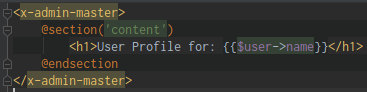 <x-admin-master>
@section('content')
<h1>User Profile for: {{$user->name}}</h1>
@endsection
</x-admin-master>